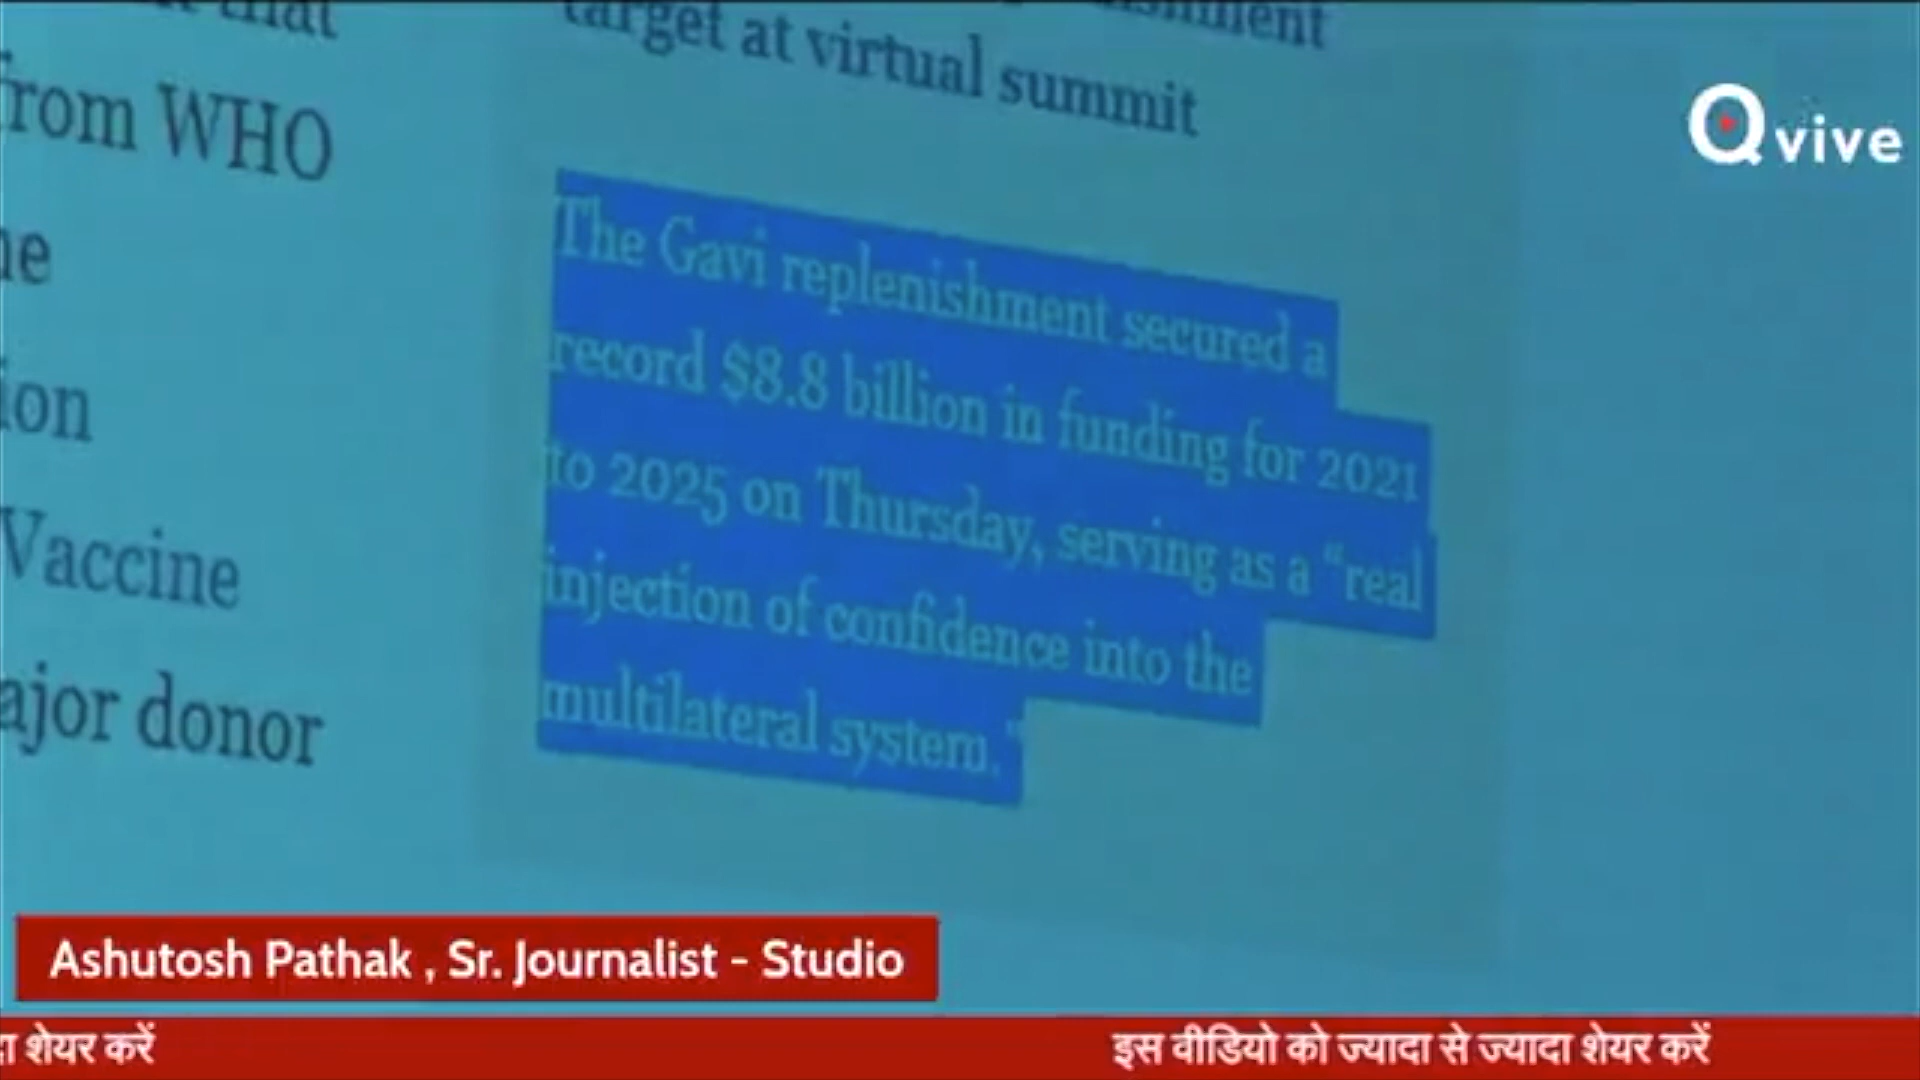 that
from WHO
ion
Vaccine
donor
target at virtual summit
The Gavi replenishment secured a
record $8.8 billion in funding for 2021
to 2025 on Thursday, serving as a “real
injection of confidence into the
multilateral system.”
Qvive
Ashutosh Pathak , Sr. Journalist - Studio
शेयर करें
इस वीडियो को ज्यादा से ज्यादा शेयर करें